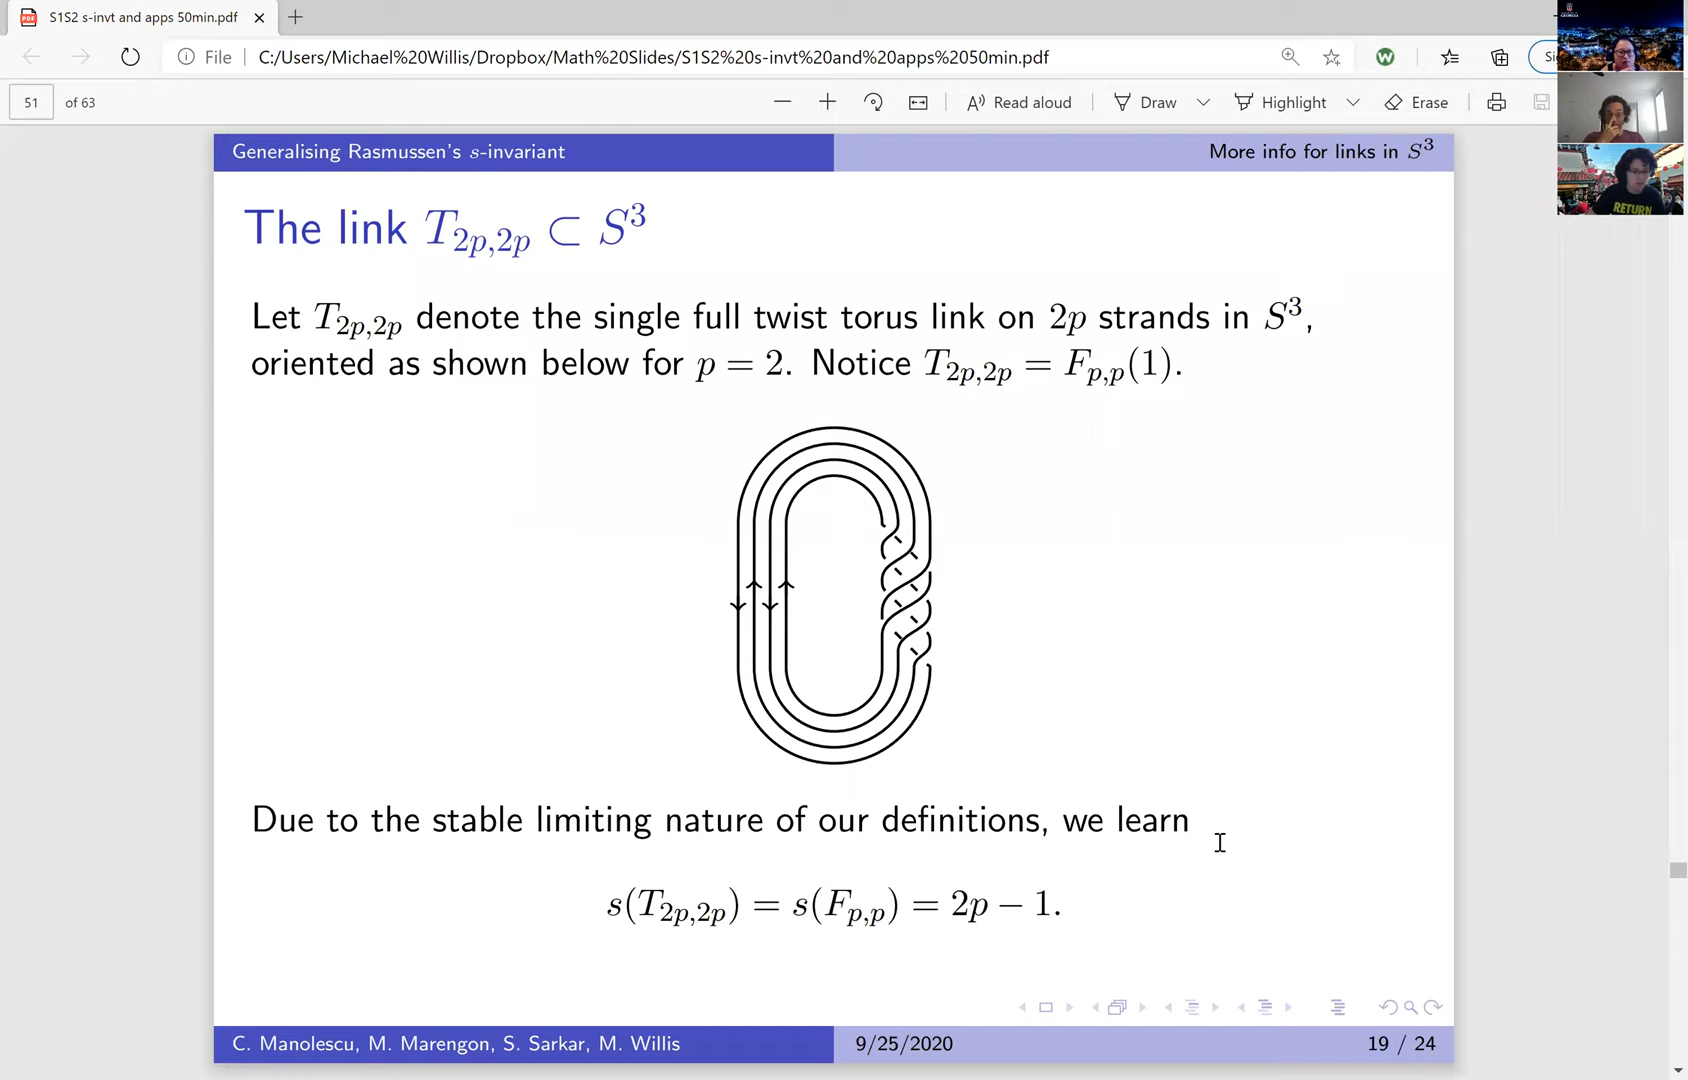 S1S2 s-invt and apps 50min.pdf
File
C:/Users/Michael%20Willis/Dropbox/Math%20Slides/S1S2%20s-invt%20and%20apps%2050min.pdf
51 of 63
Read aloud
Draw
Highlight
Erase
GEORGIA
RETURN
Generalising Rasmussen's s-invariant
More info for links in S³
The link T₂ₚ,₂ₚ ⊂ S³
Let T₂ₚ,₂ₚ denote the single full twist torus link on 2p strands in S³,
oriented as shown below for p = 2. Notice T₂ₚ,₂ₚ = Fₚ,ₚ(1).
Due to the stable limiting nature of our definitions, we learn
s(T₂ₚ,₂ₚ) = s(Fₚ,ₚ) = 2p − 1.
C. Manolescu, M. Marengon, S. Sarkar, M. Willis
9/25/2020
19 / 24